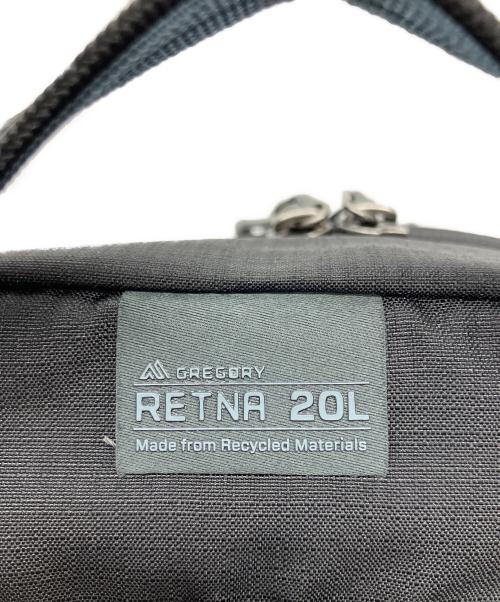 GREGORY
RETNA 20L
Made from Recycled Materials